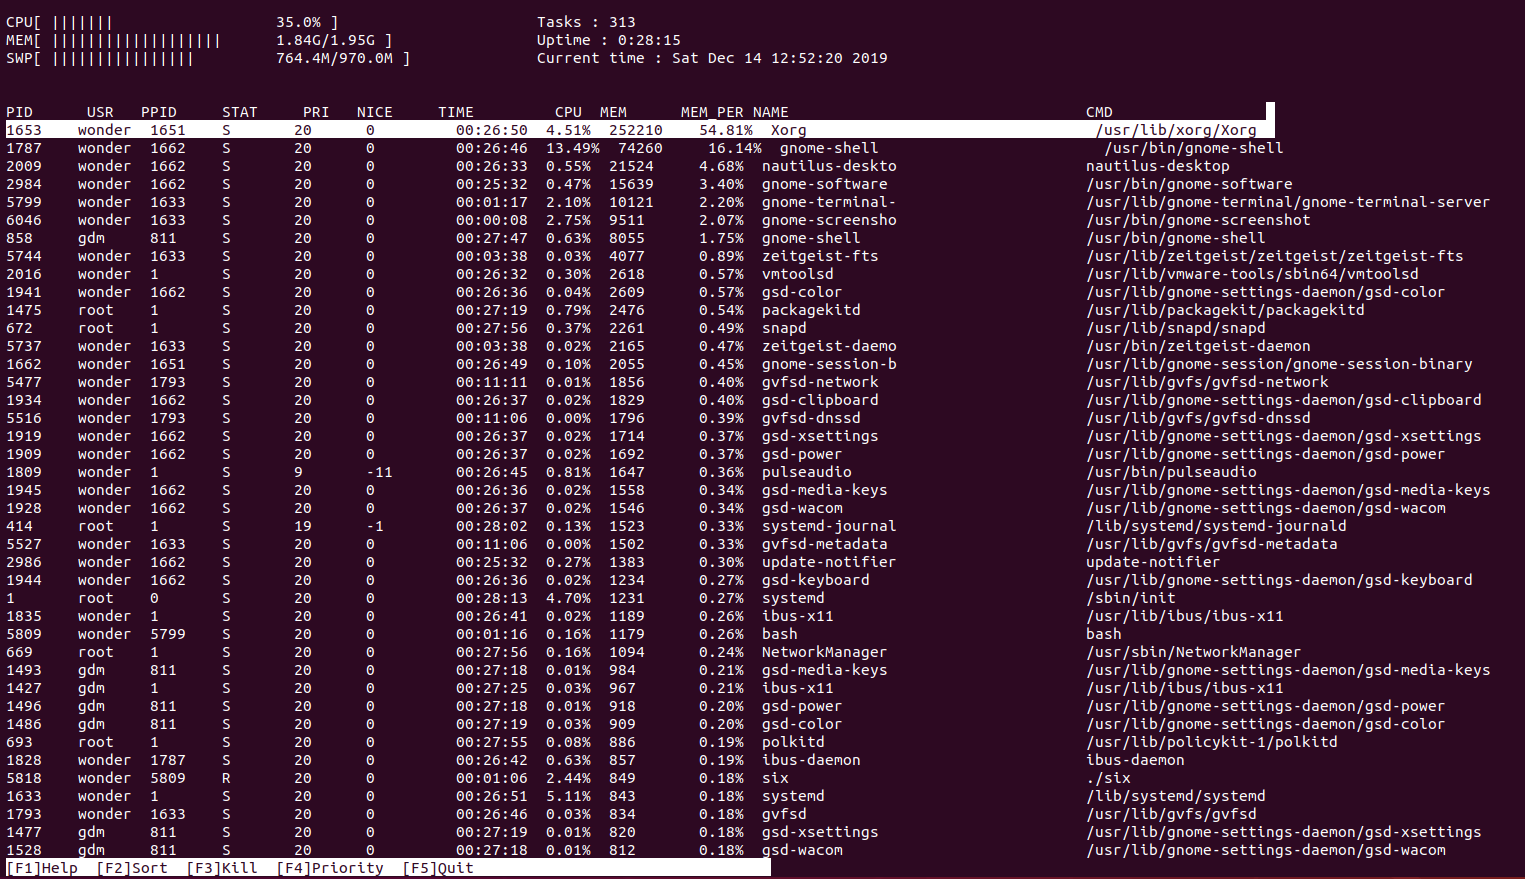 CPU[ ||||||| 35.0% ] Tasks : 313
MEM[ ||||||||||||||||||| 1.84G/1.95G ] Uptime : 0:28:15
SWP[ |||||||||||||||| 764.4M/970.0M ] Current time : Sat Dec 14 12:52:20 2019
PID USR PPID STAT PRI NICE TIME CPU MEM MEM_PER NAME CMD
1653 wonder 1651 S 20 0 00:26:50 4.51% 252210 54.81% Xorg /usr/lib/xorg/Xorg
1787 wonder 1662 S 20 0 00:26:46 13.49% 74260 16.14% gnome-shell /usr/bin/gnome-shell
2009 wonder 1662 S 20 0 00:26:33 0.55% 21524 4.68% nautilus-deskto nautilus-desktop
2984 wonder 1662 S 20 0 00:25:32 0.47% 15639 3.40% gnome-software /usr/bin/gnome-software
5799 wonder 1633 S 20 0 00:01:17 2.10% 10121 2.20% gnome-terminal- /usr/lib/gnome-terminal/gnome-terminal-server
6046 wonder 1633 S 20 0 00:00:08 2.75% 9511 2.07% gnome-screensho /usr/bin/gnome-screenshot
858 gdm 811 S 20 0 00:27:47 0.63% 8055 1.75% gnome-shell /usr/bin/gnome-shell
5744 wonder 1633 S 20 0 00:03:38 0.03% 4077 0.89% zeitgeist-fts /usr/lib/zeitgeist/zeitgeist/zeitgeist-fts
2016 wonder 1 S 20 0 00:26:32 0.30% 2618 0.57% vmtoolsd /usr/lib/vmware-tools/sbin64/vmtoolsd
1941 wonder 1662 S 20 0 00:26:36 0.04% 2609 0.57% gsd-color /usr/lib/gnome-settings-daemon/gsd-color
1475 root 1 S 20 0 00:27:19 0.79% 2476 0.54% packagekitd /usr/lib/packagekit/packagekitd
672 root 1 S 20 0 00:27:56 0.37% 2261 0.49% snapd /usr/lib/snapd/snapd
5737 wonder 1633 S 20 0 00:03:38 0.02% 2165 0.47% zeitgeist-daemo /usr/bin/zeitgeist-daemon
1662 wonder 1651 S 20 0 00:26:49 0.10% 2055 0.45% gnome-session-b /usr/lib/gnome-session/gnome-session-binary
5477 wonder 1793 S 20 0 00:11:11 0.01% 1856 0.40% gvfsd-network /usr/lib/gvfs/gvfsd-network
1934 wonder 1662 S 20 0 00:26:37 0.02% 1829 0.40% gsd-clipboard /usr/lib/gnome-settings-daemon/gsd-clipboard
5516 wonder 1793 S 20 0 00:11:06 0.00% 1796 0.39% gvfsd-dnssd /usr/lib/gvfs/gvfsd-dnssd
1919 wonder 1662 S 20 0 00:26:37 0.02% 1714 0.37% gsd-xsettings /usr/lib/gnome-settings-daemon/gsd-xsettings
1909 wonder 1662 S 20 0 00:26:37 0.02% 1692 0.37% gsd-power /usr/lib/gnome-settings-daemon/gsd-power
1809 wonder 1 S 9 -11 00:26:45 0.81% 1647 0.36% pulseaudio /usr/bin/pulseaudio
1945 wonder 1662 S 20 0 00:26:36 0.02% 1558 0.34% gsd-media-keys /usr/lib/gnome-settings-daemon/gsd-media-keys
1928 wonder 1662 S 20 0 00:26:37 0.02% 1546 0.34% gsd-wacom /usr/lib/gnome-settings-daemon/gsd-wacom
414 root 1 S 19 -1 00:28:02 0.13% 1523 0.33% systemd-journal /lib/systemd/systemd-journald
5527 wonder 1633 S 20 0 00:11:06 0.00% 1502 0.33% gvfsd-metadata /usr/lib/gvfs/gvfsd-metadata
2986 wonder 1662 S 20 0 00:25:32 0.27% 1383 0.30% update-notifier update-notifier
1944 wonder 1662 S 20 0 00:26:36 0.02% 1234 0.27% gsd-keyboard /usr/lib/gnome-settings-daemon/gsd-keyboard
1 root 0 S 20 0 00:28:13 4.70% 1231 0.27% systemd /sbin/init
1835 wonder 1 S 20 0 00:26:41 0.02% 1189 0.26% ibus-x11 /usr/lib/ibus/ibus-x11
5809 wonder 5799 S 20 0 00:01:16 0.16% 1179 0.26% bash bash
669 root 1 S 20 0 00:27:56 0.16% 1094 0.24% NetworkManager /usr/sbin/NetworkManager
1493 gdm 811 S 20 0 00:27:18 0.01% 984 0.21% gsd-media-keys /usr/lib/gnome-settings-daemon/gsd-media-keys
1427 gdm 1 S 20 0 00:27:25 0.03% 967 0.21% ibus-x11 /usr/lib/ibus/ibus-x11
1496 gdm 811 S 20 0 00:27:18 0.01% 918 0.20% gsd-power /usr/lib/gnome-settings-daemon/gsd-power
1486 gdm 811 S 20 0 00:27:19 0.03% 909 0.20% gsd-color /usr/lib/gnome-settings-daemon/gsd-color
693 root 1 S 20 0 00:27:55 0.08% 886 0.19% polkitd /usr/lib/policykit-1/polkitd
1828 wonder 1787 S 20 0 00:26:42 0.63% 857 0.19% ibus-daemon ibus-daemon
5818 wonder 5809 R 20 0 00:01:06 2.44% 849 0.18% six ./six
1633 wonder 1 S 20 0 00:26:51 5.11% 843 0.18% systemd /lib/systemd/systemd
1793 wonder 1633 S 20 0 00:26:46 0.03% 834 0.18% gvfsd /usr/lib/gvfs/gvfsd
1477 gdm 811 S 20 0 00:27:19 0.01% 820 0.18% gsd-xsettings /usr/lib/gnome-settings-daemon/gsd-xsettings
1528 gdm 811 S 20 0 00:27:18 0.01% 812 0.18% gsd-wacom /usr/lib/gnome-settings-daemon/gsd-wacom
[F1]Help [F2]Sort [F3]Kill [F4]Priority [F5]Quit